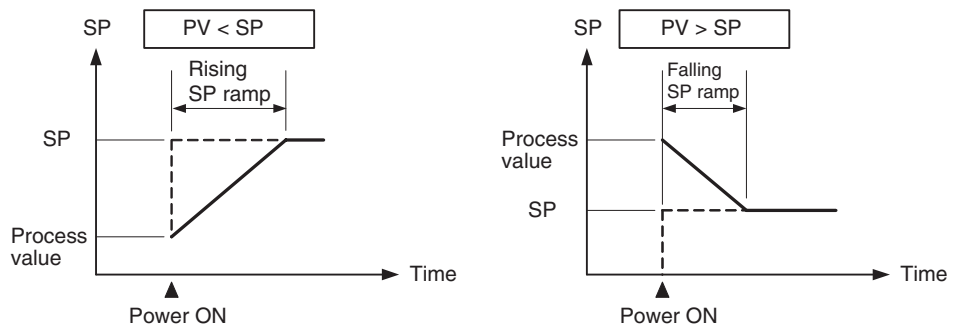 SP
PV < SP
Rising
SP ramp
SP
Process
value
Time
Power ON
SP
PV > SP
Falling
SP ramp
Process
value
SP
Time
Power ON